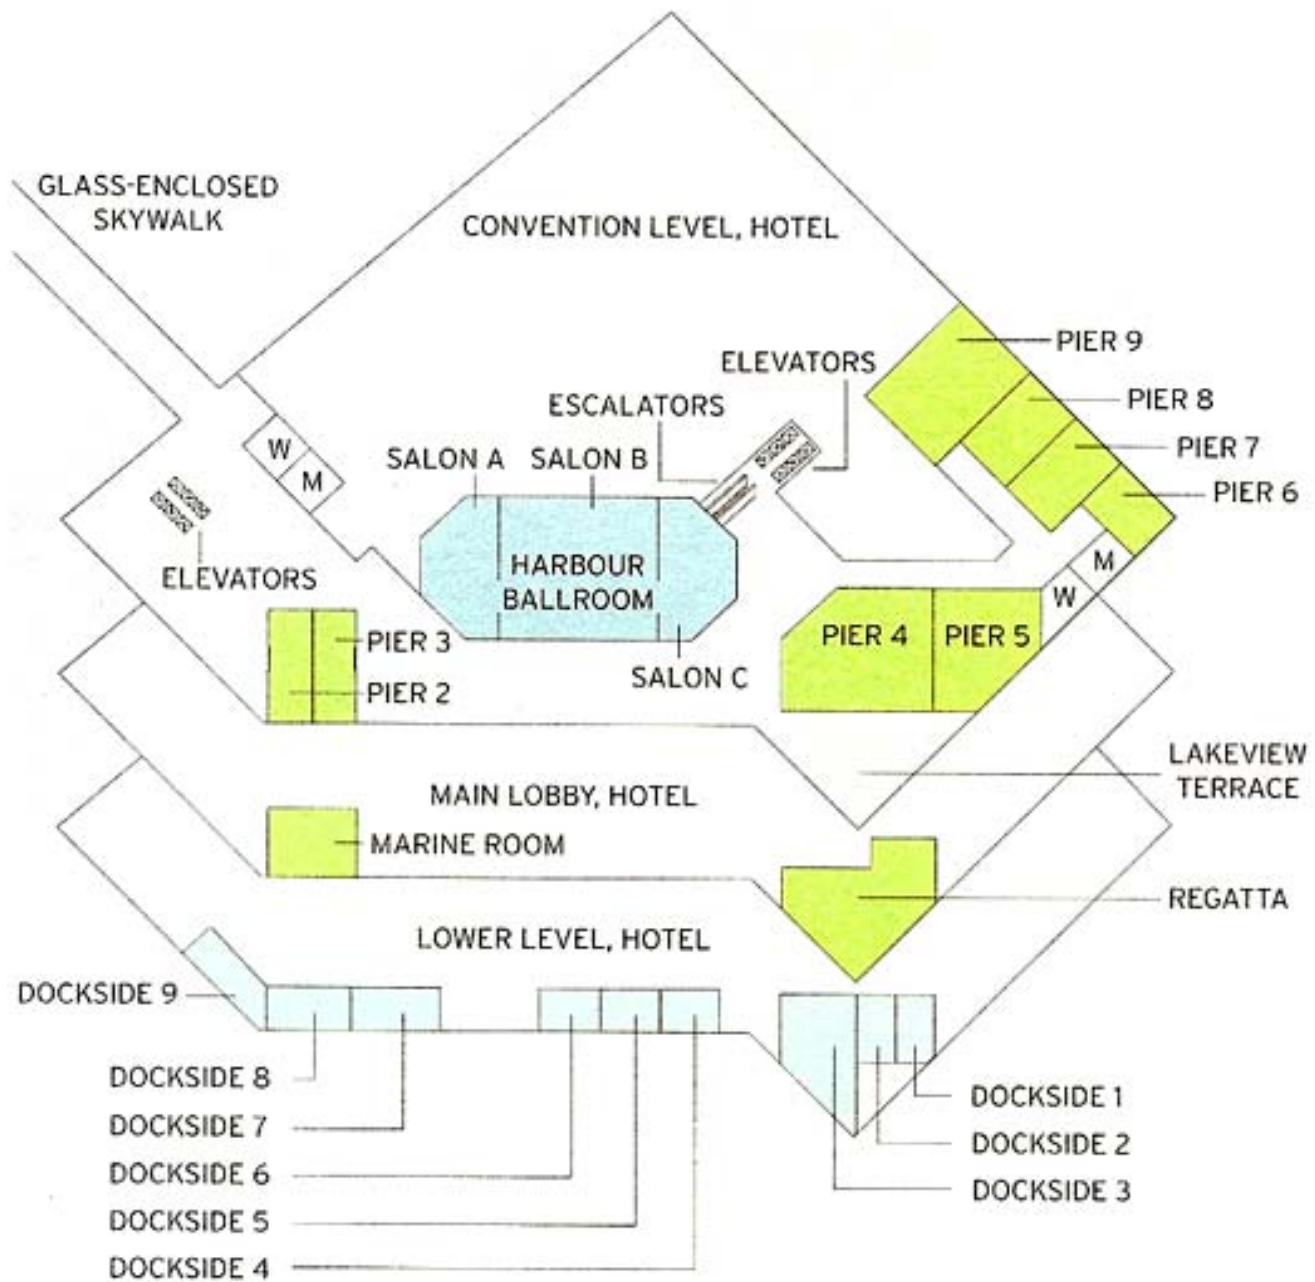 GLASS-ENCLOSED
SKYWALK
CONVENTION LEVEL, HOTEL
PIER 9
ELEVATORS
PIER 8
ESCALATORS
W
M
PIER 7
SALON A
SALON B
PIER 6
HARBOUR
BALLROOM
M
W
ELEVATORS
PIER 3
PIER 4
PIER 5
PIER 2
SALON C
LAKEVIEW
TERRACE
MAIN LOBBY, HOTEL
MARINE ROOM
REGATTA
LOWER LEVEL, HOTEL
DOCKSIDE 9
DOCKSIDE 8
DOCKSIDE 7
DOCKSIDE 6
DOCKSIDE 5
DOCKSIDE 4
DOCKSIDE 1
DOCKSIDE 2
DOCKSIDE 3